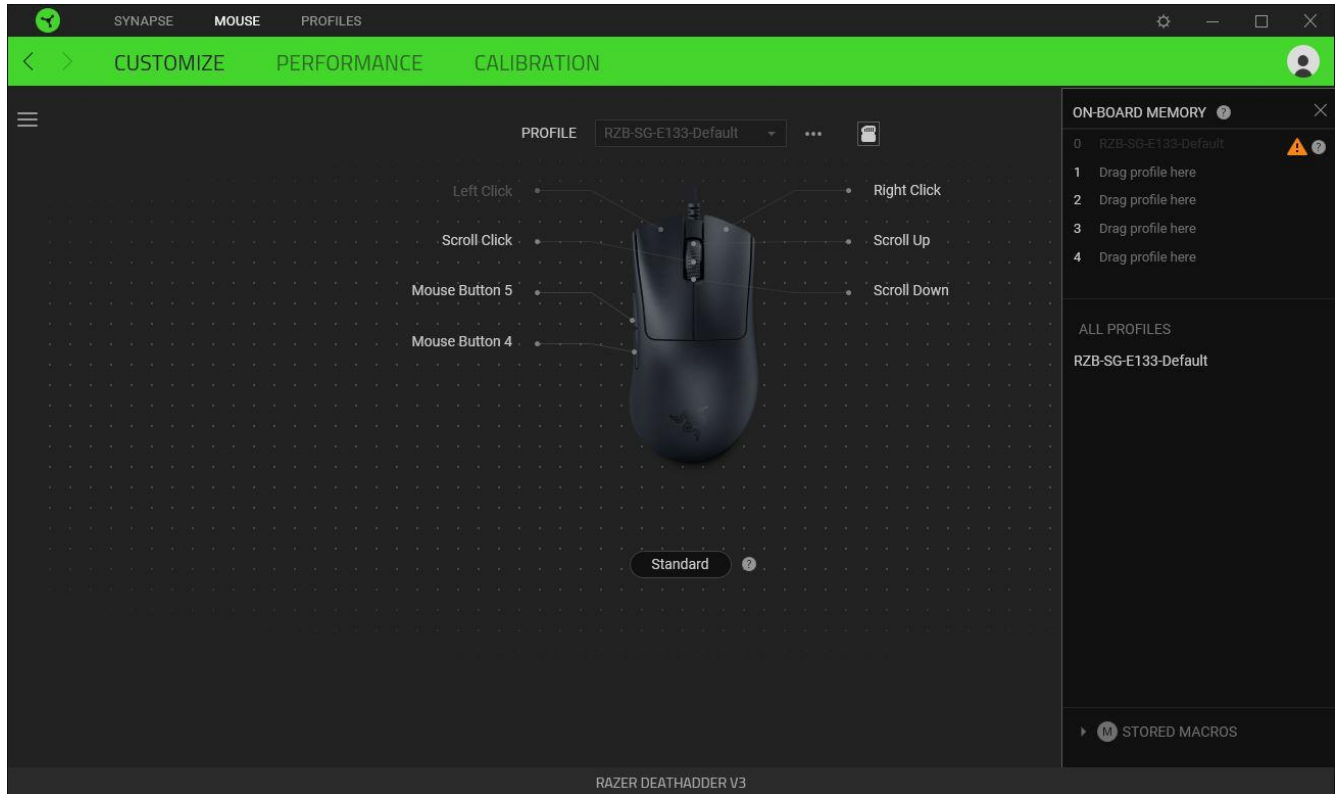 SYNAPSE MOUSE PROFILES
CUSTOMIZE PERFORMANCE CALIBRATION
PROFILE RZB-SG-E133-Default
Left Click
Scroll Click
Mouse Button 5
Mouse Button 4
Right Click
Scroll Up
Scroll Down
Standard ?
ON-BOARD MEMORY ?
0 RZB-SG-E133-Default ?
1 Drag profile here
2 Drag profile here
3 Drag profile here
4 Drag profile here
ALL PROFILES
RZB-SG-E133-Default
M STORED MACROS
RAZER DEATHADDER V3